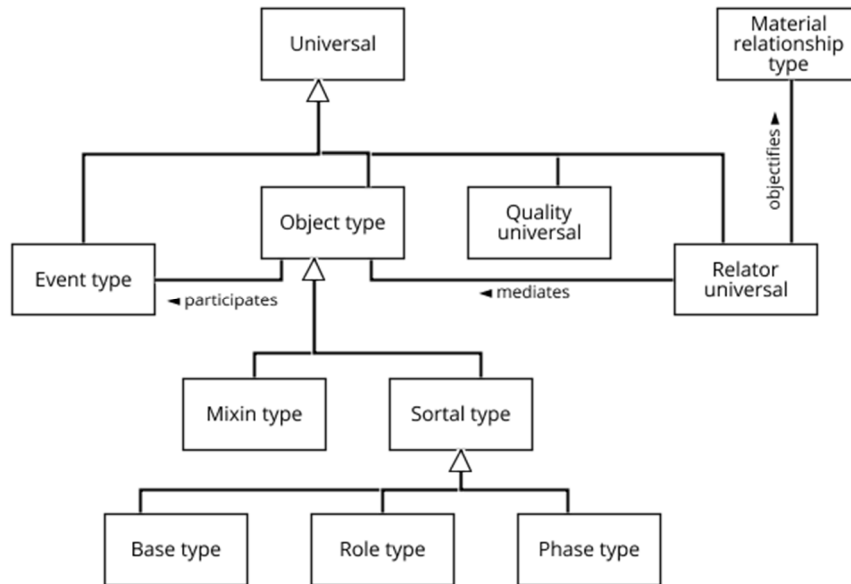 Universal
Material
relationship
type
objectifies ►
Object type
Quality
universal
Event type
Relator
universal
◄ participates
◄ mediates
Mixin type
Sortal type
Base type
Role type
Phase type